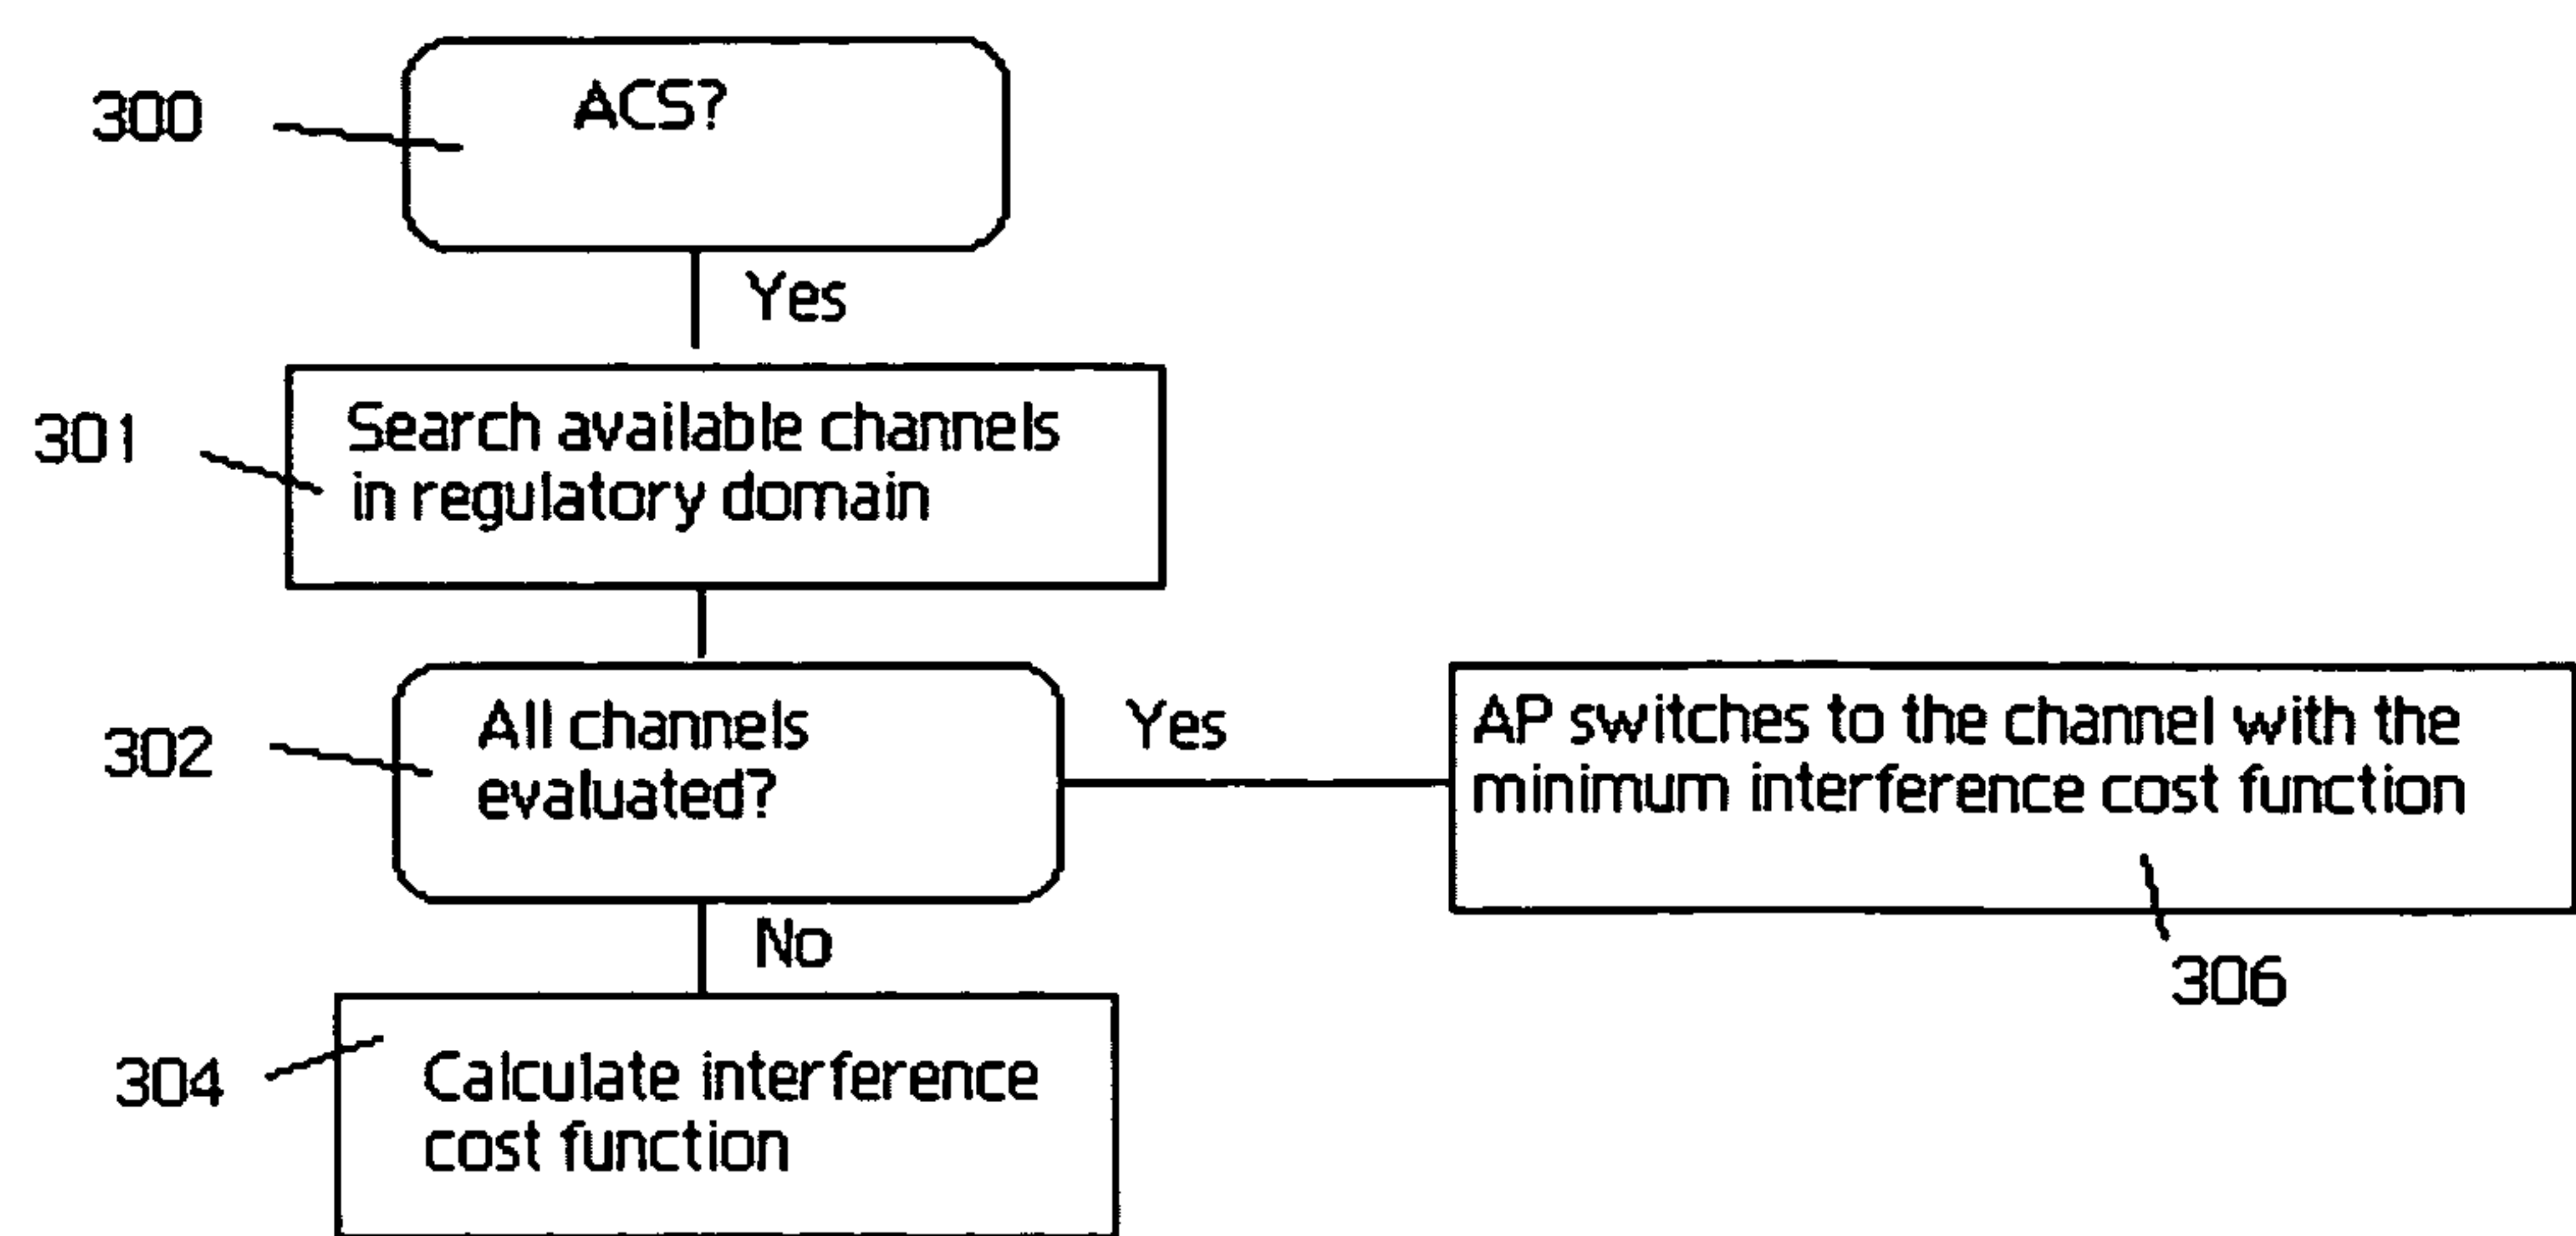 300
ACS?
Yes
301
Search available channels
in regulatory domain
302
All channels
evaluated?
Yes
AP switches to the channel with the
minimum interference cost function
306
No
304
Calculate interference
cost function